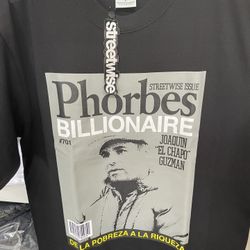 streetwise
STREETWISE ISSUE
Phorbes
BILLIONAIRE
#701
JOAQUIN
"EL CHAPO"
GUZMAN
DE LA POBREZA A LA RIQUEZA